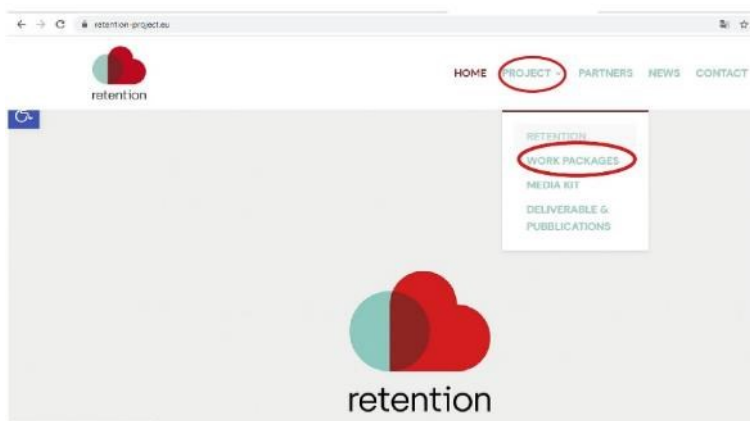 retention-project.eu
retention
HOME PROJECT PARTNERS NEWS CONTACT
RETENTION
WORK PACKAGES
MEDIA KIT
DELIVERABLE &
PUBBLICATIONS
retention